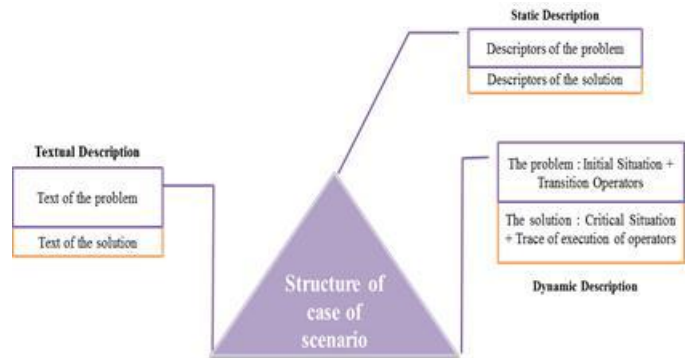 Static Description
Descriptors of the problem
Descriptors of the solution
Textual Description
Text of the problem
Text of the solution
The problem : Initial Situation +
Transition Operators
The solution : Critical Situation
+ Trace of execution of operators
Dynamic Description
Structure of
case of
scenario